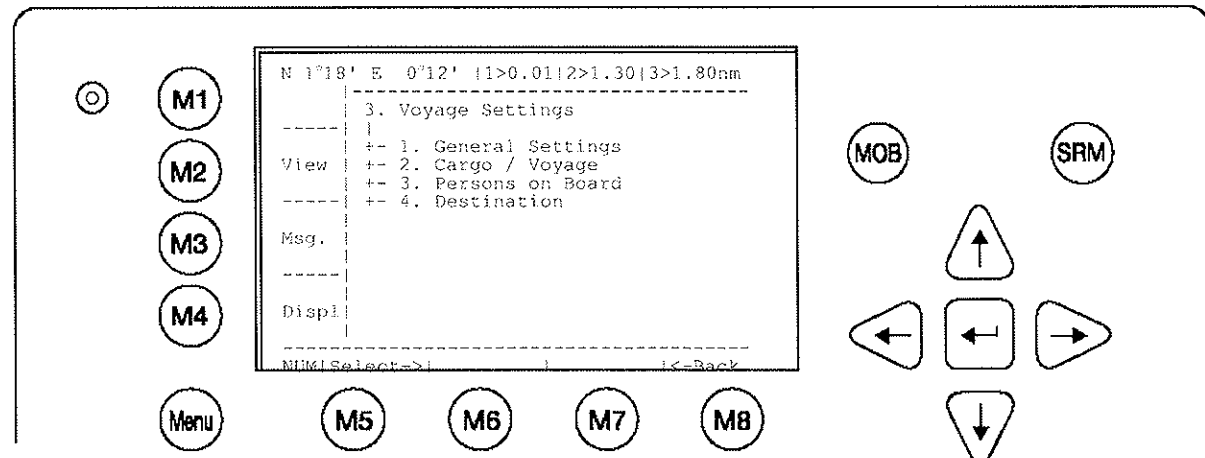 N 1°18' E 0°12' |1>0.01|2>1.30|3>1.80nm
M1
3. Voyage Settings
+- 1. General Settings
MOB
SRM
View
+- 2. Cargo / Voyage
M2
+- 3. Persons on Board
+- 4. Destination
Msg.
M3
Displ
M4
NUM|Select->| | |<-Back
Menu
M5
M6
M7
M8